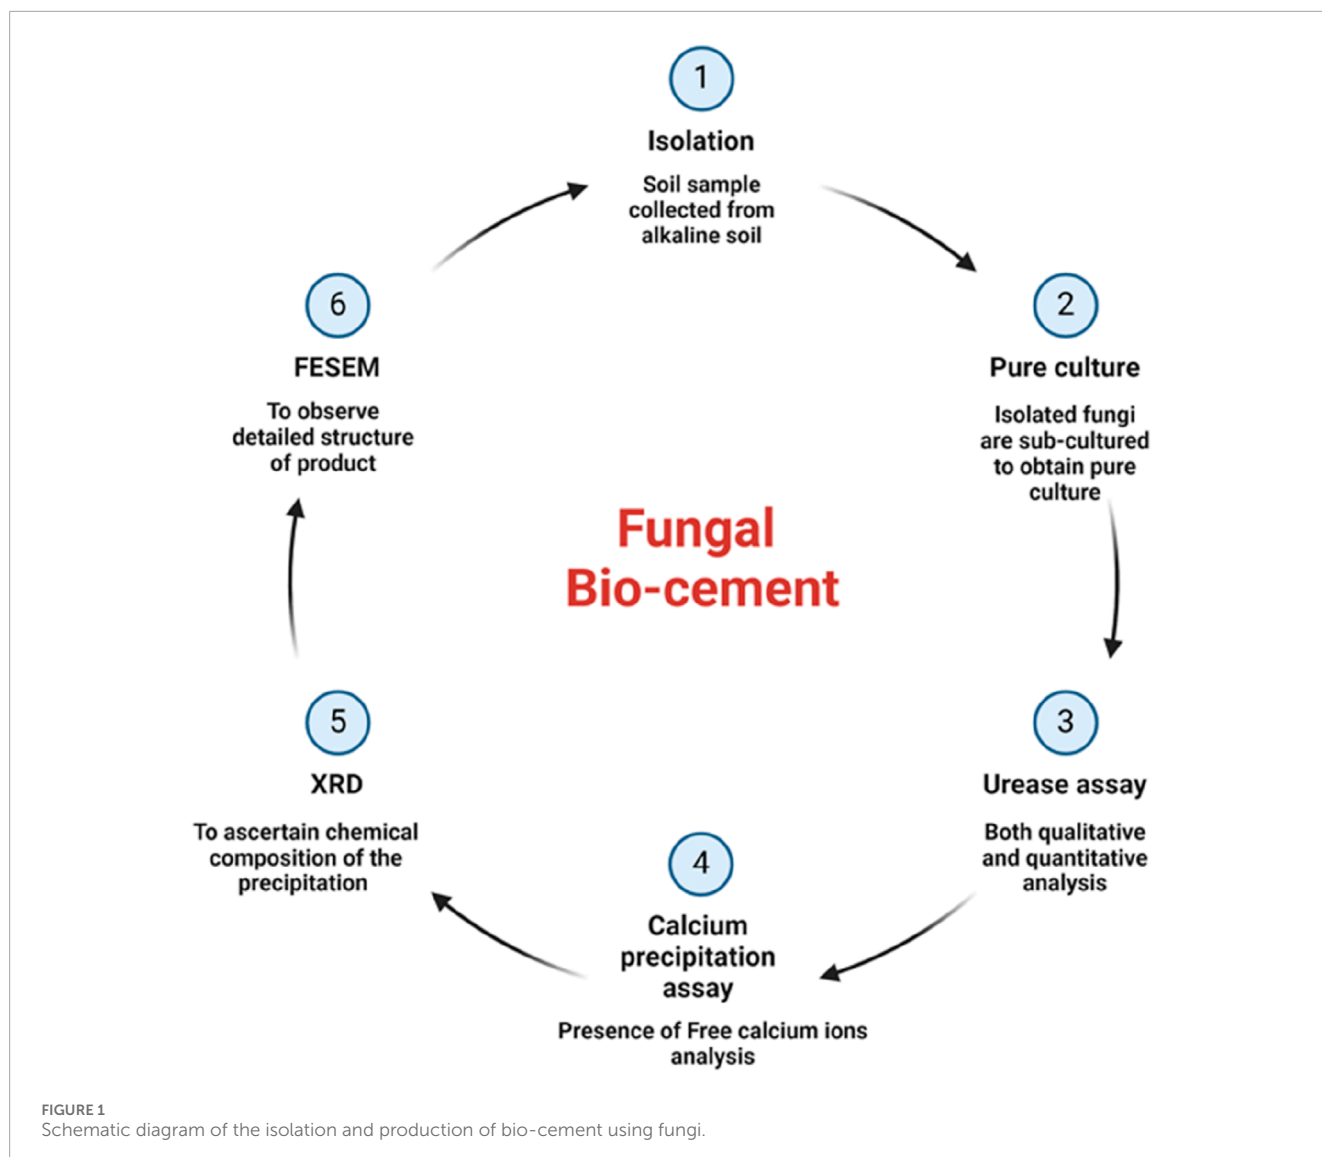 1
Isolation
Soil sample
collected from
alkaline soil
2
Pure culture
Isolated fungi
are sub-cultured
to obtain pure
culture
3
Urease assay
Both qualitative
and quantitative
analysis
4
Calcium
precipitation
assay
Presence of Free calcium ions
analysis
5
XRD
To ascertain chemical
composition of the
precipitation
6
FESEM
To observe
detailed structure
of product
Fungal
Bio-cement
FIGURE 1
Schematic diagram of the isolation and production of bio-cement using fungi.